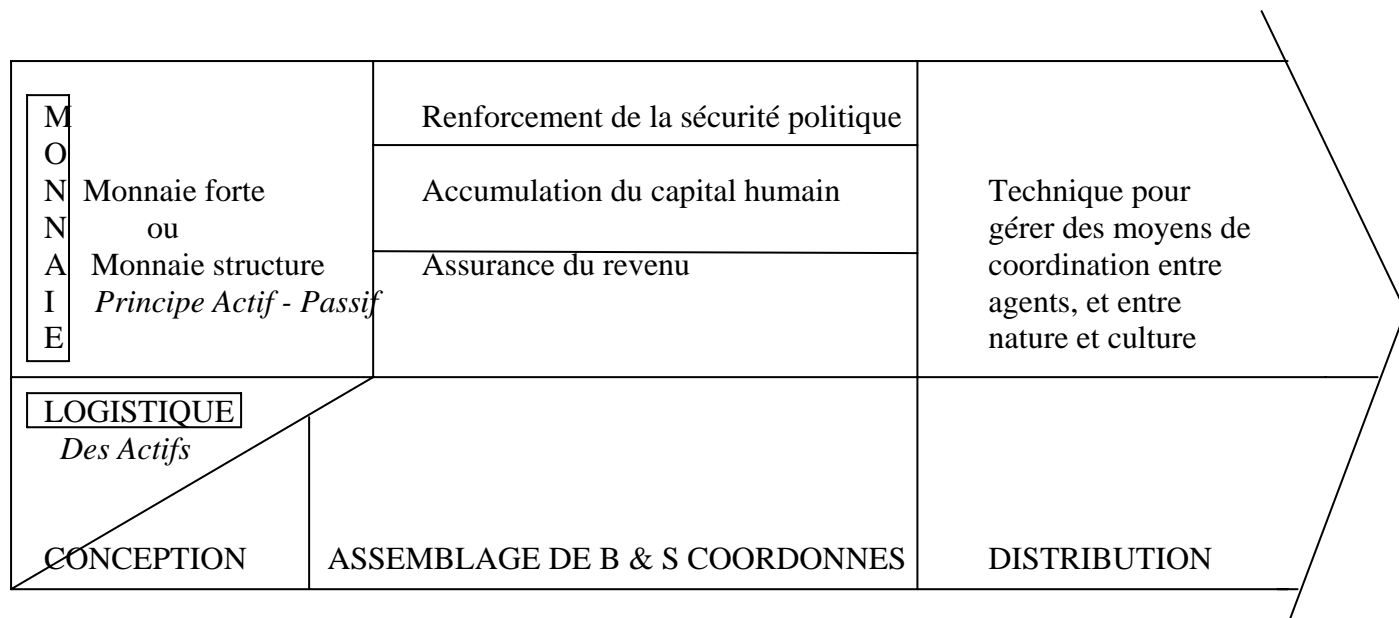 MONNAIE
Monnaie forte
ou
Monnaie structure
Principe Actif - Passif
Renforcement de la sécurité politique
Accumulation du capital humain
Assurance du revenu
Technique pour
gérer des moyens de
coordination entre
agents, et entre
nature et culture
LOGISTIQUE
Des Actifs
CONCEPTION
ASSEMBLAGE DE B & S COORDONNES
DISTRIBUTION